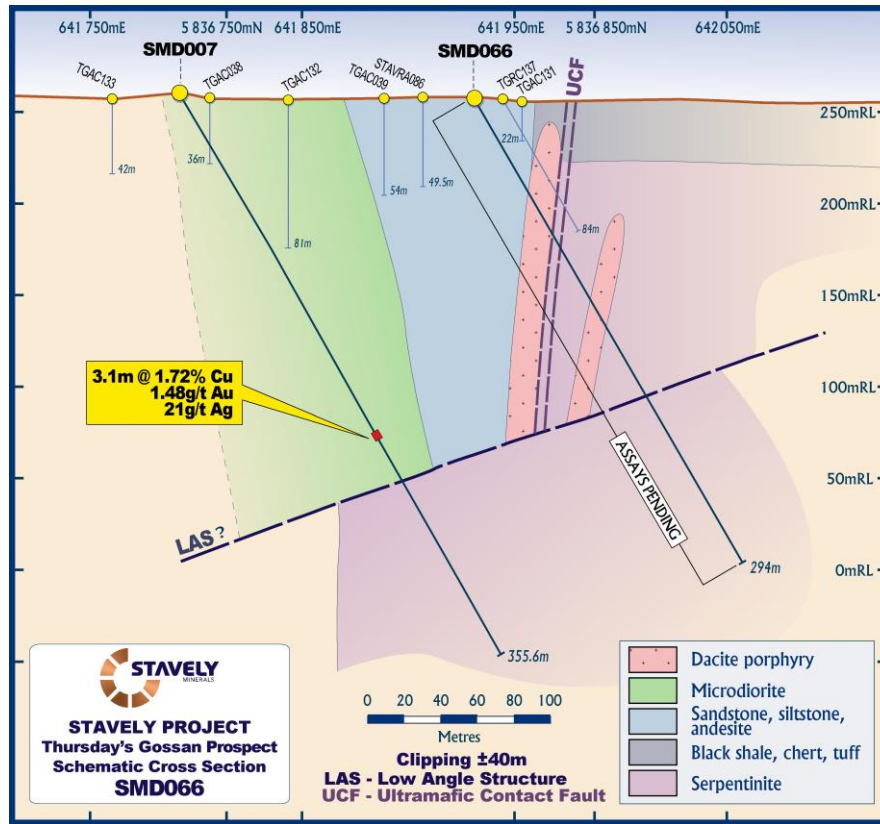 641 750mE
5 836 750mN
641 850mE
641 950mE
5 836 850mN
642 050mE
SMD007
SMD066
TGAC133
TGAC038
TGAC132
TGAC039
STAVRA086
TGRC137
TGAC131
UCF
250mRL
200mRL
150mRL
100mRL
50mRL
0mRL
42m
36m
81m
54m
49.5m
22m
84m
3.1m @ 1.72% Cu
1.48g/t Au
21g/t Ag
ASSAYS PENDING
LAS ?
294m
355.6m
STAVELY
MINERALS
STAVELY PROJECT
Thursday's Gossan Prospect
Schematic Cross Section
SMD066
0 20 40 60 80 100
Metres
Clipping ±40m
LAS - Low Angle Structure
UCF - Ultramafic Contact Fault
Dacite porphyry
Microdiorite
Sandstone, siltstone,
andesite
Black shale, chert, tuff
Serpentinite